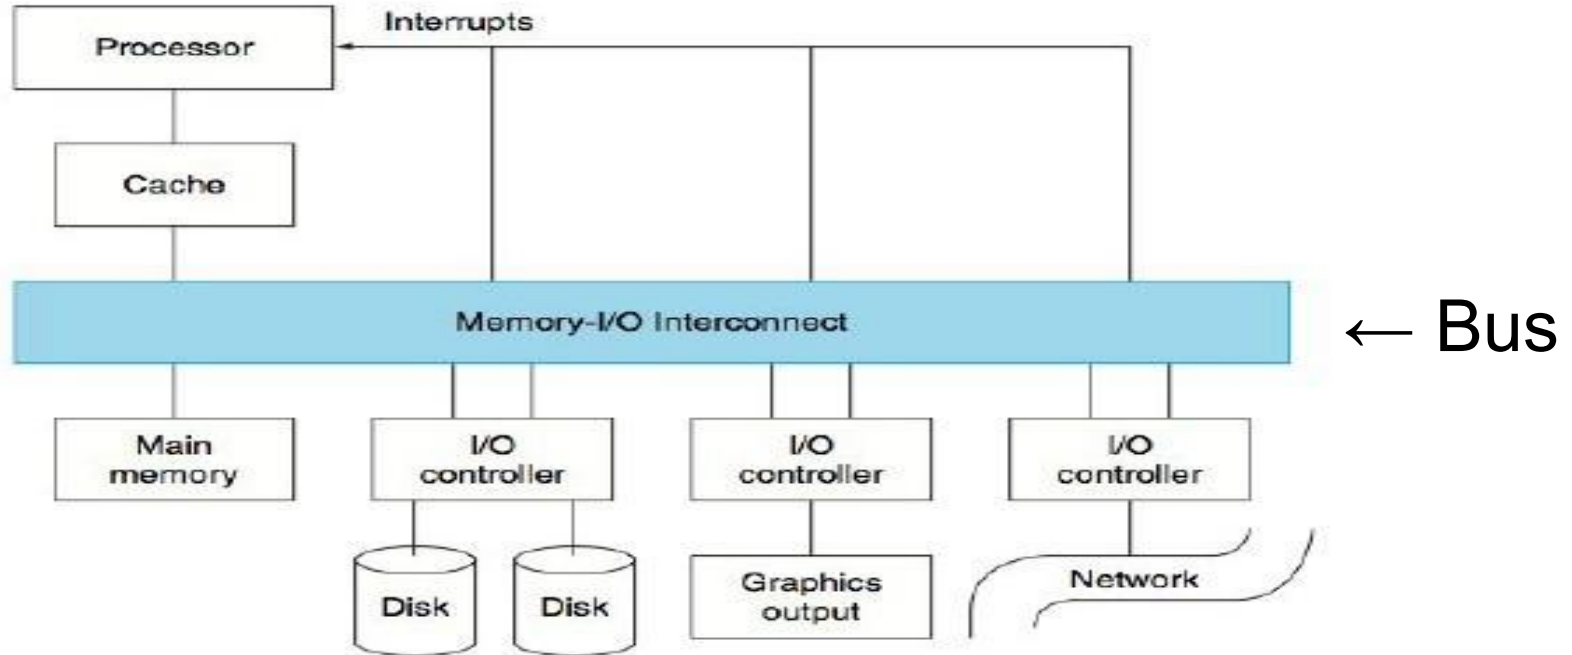 Interrupts
Processor
Cache
Memory-I/O Interconnect
← Bus
Main
memory
I/O
controller
I/O
controller
I/O
controller
Disk
Disk
Graphics
output
Network